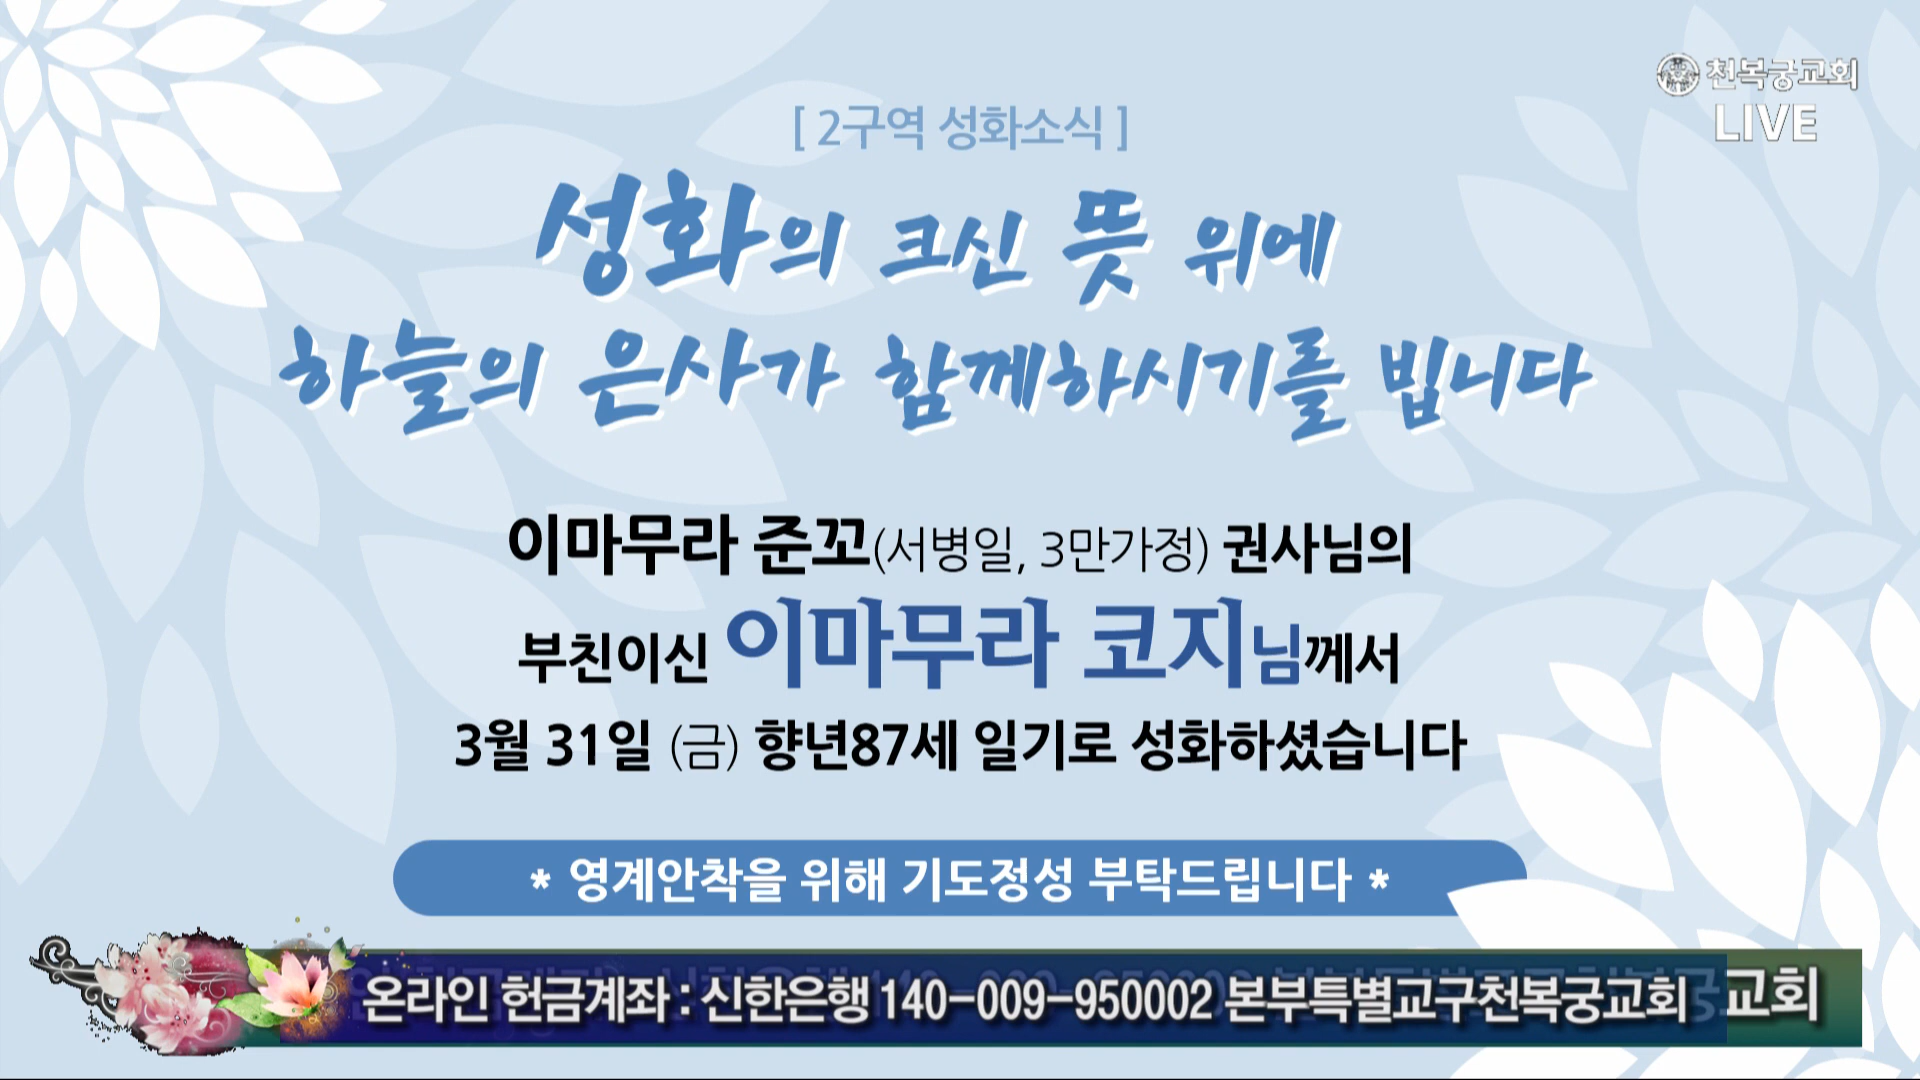 천복궁교회
LIVE
[ 2구역 성화소식 ]
성화의 크신 뜻 위에
하늘의 은사가 함께하시기를 빕니다
이마무라 준꼬(서병일, 3만가정) 권사님의
부친이신 이마무라 코지님께서
3월 31일 (금) 향년87세 일기로 성화하셨습니다
* 영계안착을 위해 기도정성 부탁드립니다 *
온라인 헌금계좌 : 신한은행 140-009-950002 본부특별교구천복궁교회 교회